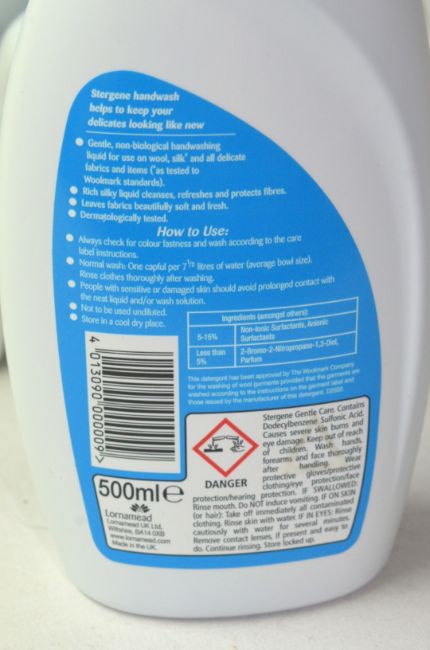 Stergene handwash
helps to keep your
delicates looking like new
Gentle, non-biological handwashing
liquid for use on wool, silk* and all delicate
fabrics and items (*as tested to
Woolmark standards).
Rich silky liquid cleanses, refreshes and protects fibres.
Leaves fabrics beautifully soft and fresh.
Dermatologically tested.
How to Use:
Always check for colour fastness and wash according to the care
label instructions.
Normal wash: One capful per 7 1/2 litres of water (average bowl size).
Rinse clothes thoroughly after washing.
People with sensitive or damaged skin should avoid prolonged contact with
the neat liquid and/or wash solution.
Not to be used undiluted.
Store in a cool dry place.
Ingredients (amongst others):
5-15% Non-Ionic Surfactants, Anionic
Surfactants
Less than 2-Bromo-2-Nitropropane-1,3-Diol,
5% Parfum
This detergent has been approved by The Woolmark Company
for the washing of wool garments provided that the garments are
washed according to the instructions on the garment label and
those issued by the manufacturer of this detergent.
4 013090 000009 >
500ml e
Lornamead
Lornamead UK Ltd,
Wiltshire, BA14 0XB
www.lornamead.com
Made in the UK.
DANGER
Stergene Gentle Care. Contains
Dodecylbenzene Sulfonic Acid.
Causes severe skin burns and
eye damage. Keep out of reach
of children. Wash hands,
forearms and face thoroughly
after handling. Wear
protective gloves/protective
clothing/eye protection/face
protection/hearing protection. IF SWALLOWED:
Rinse mouth. Do NOT induce vomiting. IF ON SKIN
(or hair): Take off immediately all contaminated
clothing. Rinse skin with water. IF IN EYES: Rinse
cautiously with water for several minutes.
Remove contact lenses, if present and easy to
do. Continue rinsing. Store locked up.